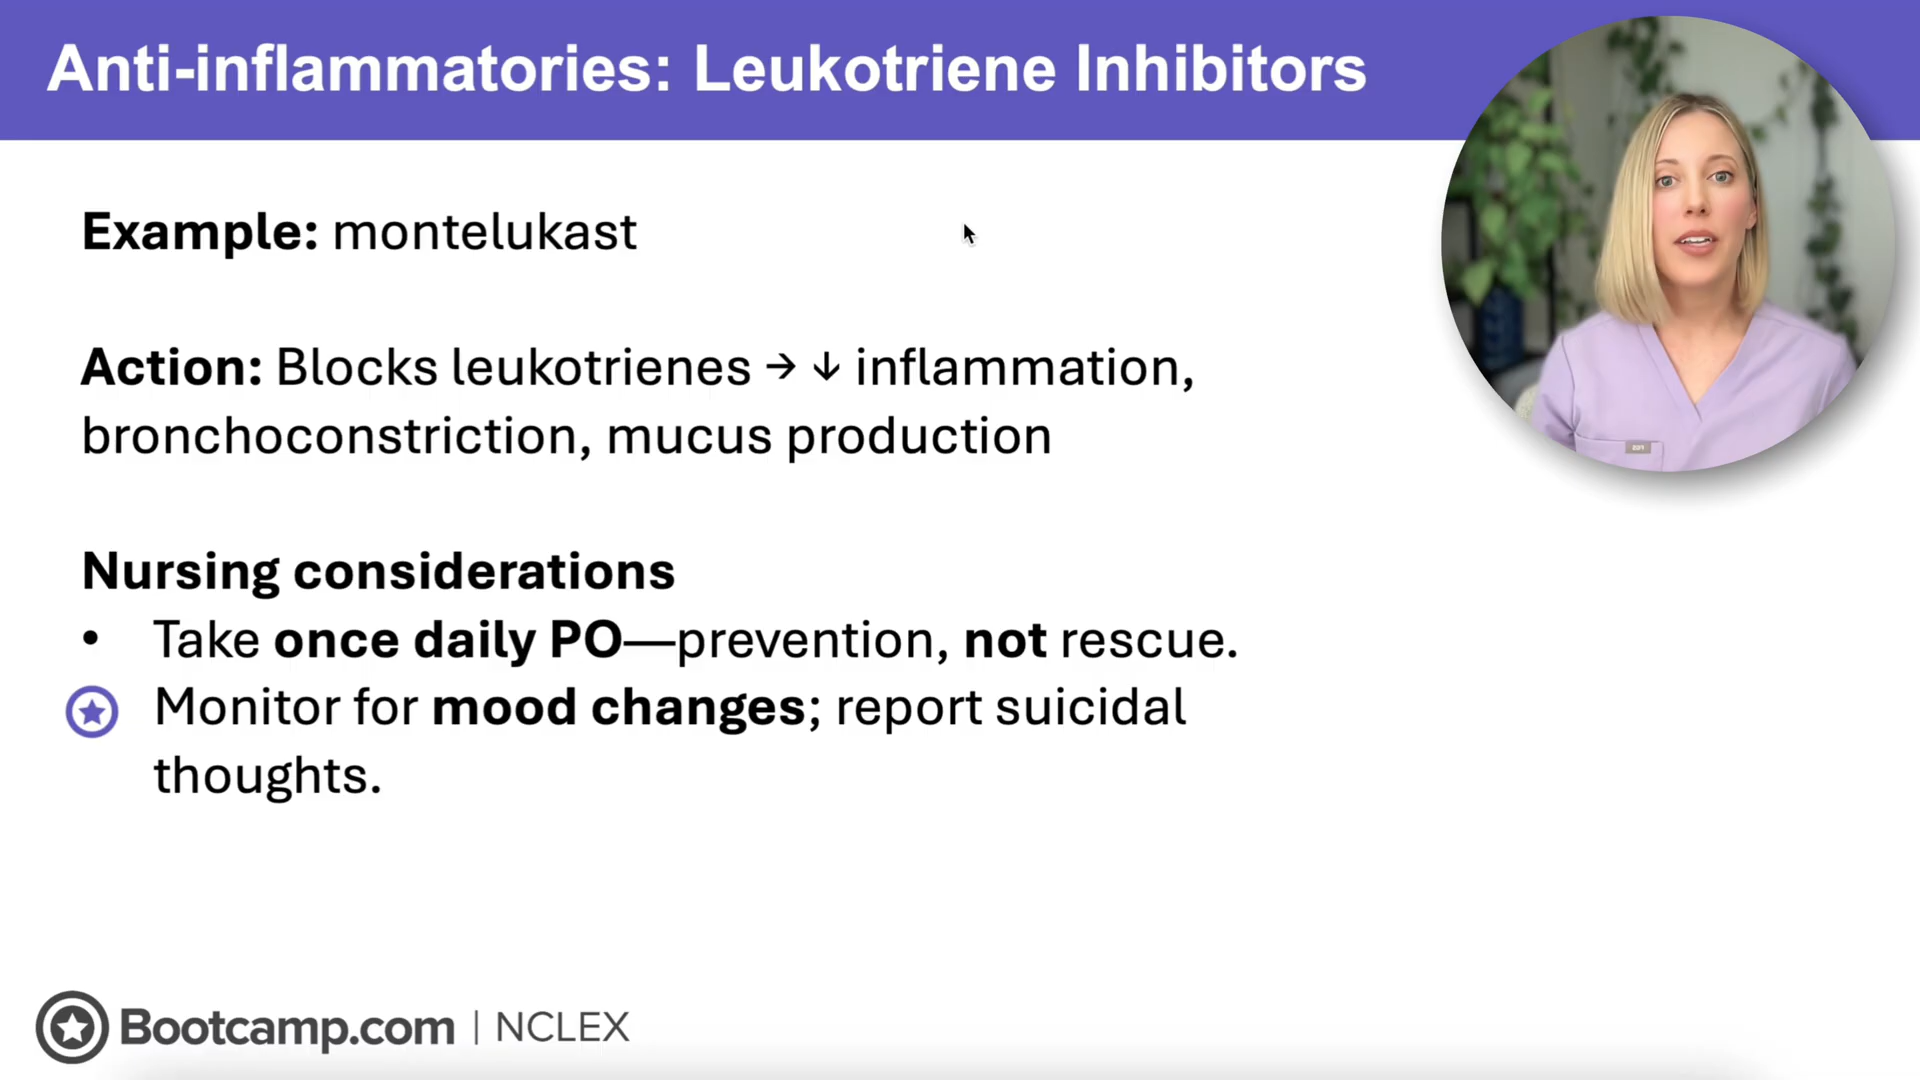 Anti-inflammatories: Leukotriene Inhibitors
Example: montelukast
Action: Blocks leukotrienes → ↓ inflammation,
bronchoconstriction, mucus production
Nursing considerations
• Take once daily PO—prevention, not rescue.
Monitor for mood changes; report suicidal
thoughts.
Bootcamp.com | NCLEX